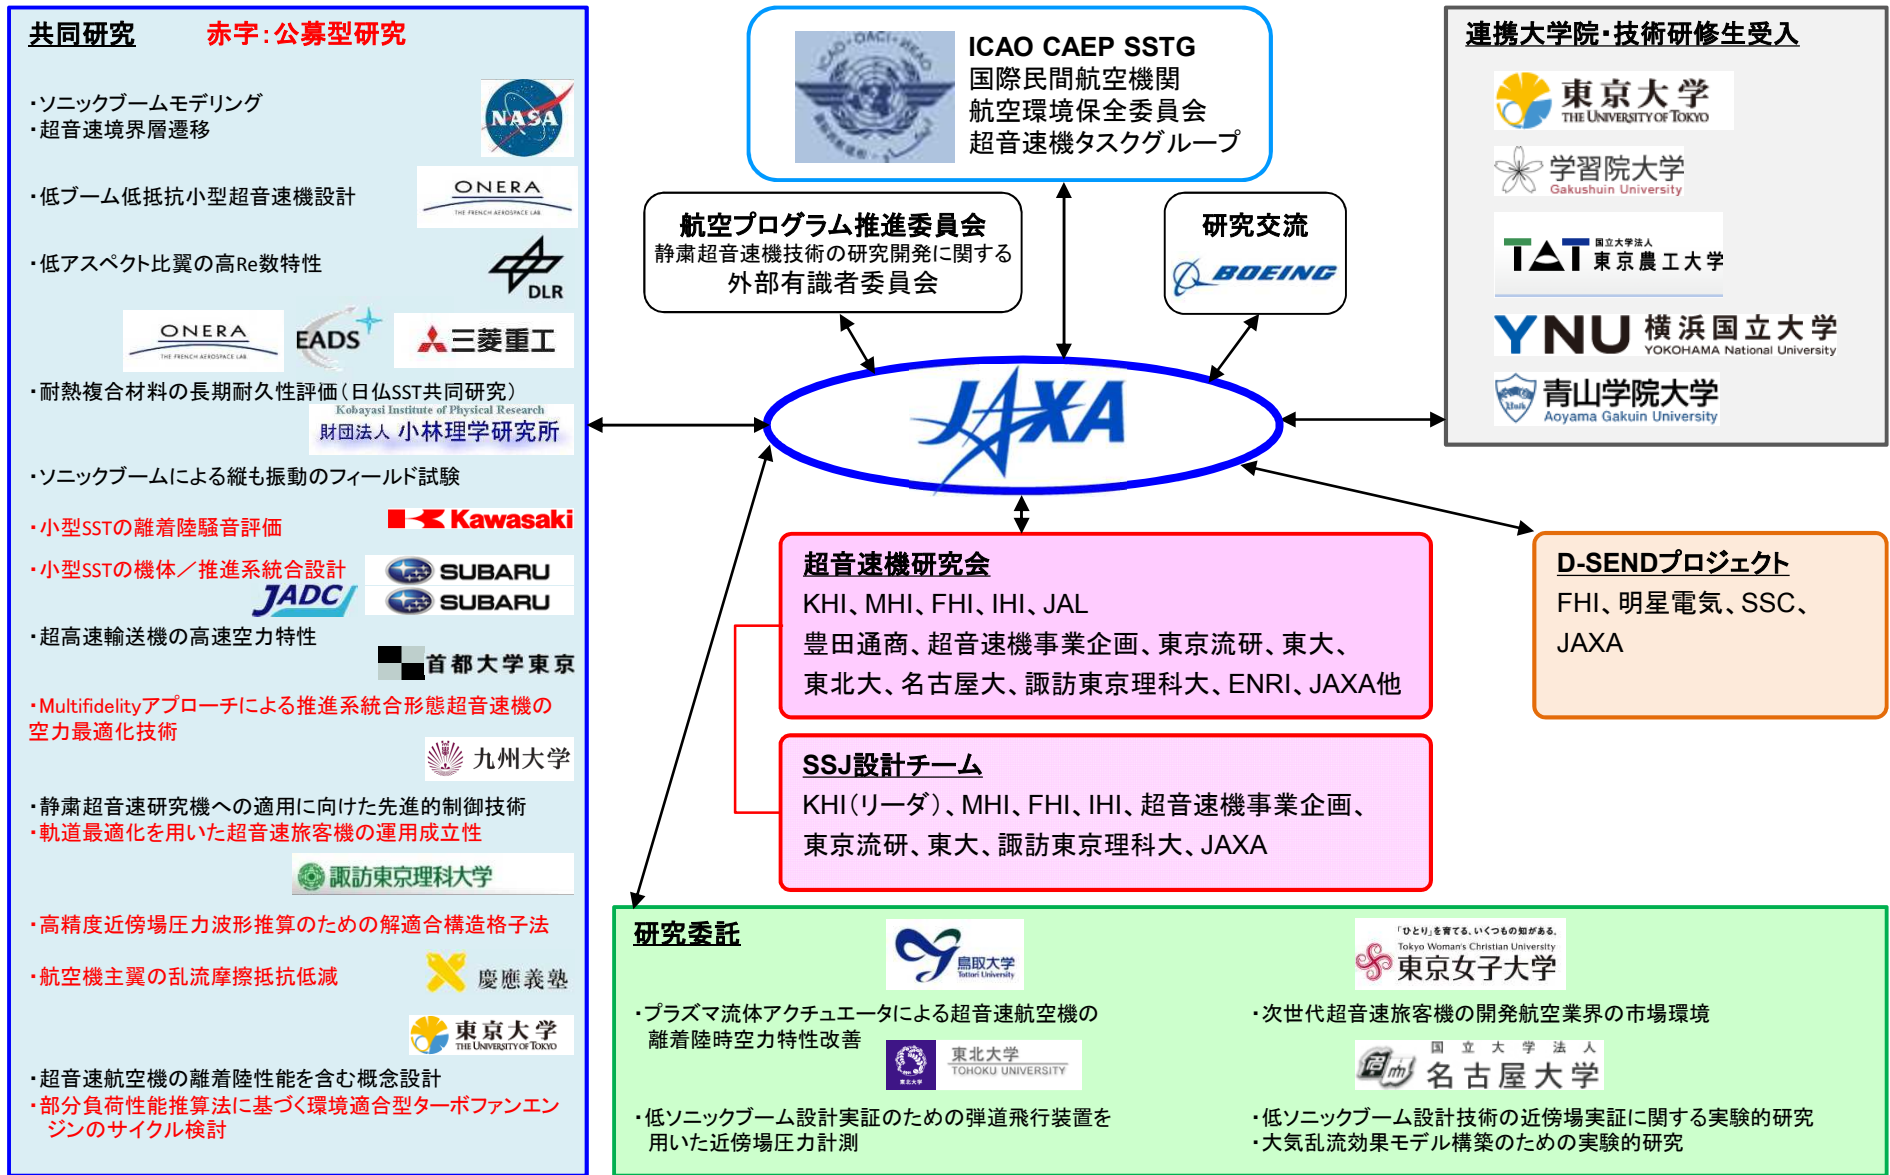 共同研究 赤字：公募型研究
・ソニックブームモデリング
・超音速境界層遷移
NASA
・低ブーム低抵抗小型超音速機設計
ONERA
THE FRENCH AEROSPACE LAB
・低アスペクト比翼の高Re数特性
DLR
ONERA
THE FRENCH AEROSPACE LAB
EADS
三菱重工
・耐熱複合材料の長期耐久性評価（日仏SST共同研究）
Kobayasi Institute of Physical Research
財団法人 小林理学研究所
・ソニックブームによる縦も振動のフィールド試験
・小型SSTの離着陸騒音評価
Kawasaki
・小型SSTの機体／推進系統合設計
SUBARU
JADC
SUBARU
・超高速輸送機の高速空力特性
首都大学東京
・Multifidelityアプローチによる推進系統合形態超音速機の
空力最適化技術
九州大学
・静粛超音速研究機への適用に向けた先進的制御技術
・軌道最適化を用いた超音速旅客機の運用成立性
諏訪東京理科大学
・高精度近傍場圧力波形推算のための解適合構造格子法
・航空機主翼の乱流摩擦抵抗低減
慶應義塾
東京大学
THE UNIVERSITY OF TOKYO
・超音速航空機の離着陸性能を含む概念設計
・部分負荷性能推算法に基づく環境適合型ターボファンエン
ジンのサイクル検討
ICAO CAEP SSTG
国際民間航空機関
航空環境保全委員会
超音速機タスクグループ
航空プログラム推進委員会
静粛超音速機技術の研究開発に関する
外部有識者委員会
研究交流
BOEING
JAXA
連携大学院・技術研修生受入
東京大学
THE UNIVERSITY OF TOKYO
学習院大学
Gakushuin University
TAT
国立大学法人
東京農工大学
YNU 横浜国立大学
YOKOHAMA National University
青山学院大学
Aoyama Gakuin University
超音速機研究会
KHI、MHI、FHI、IHI、JAL
豊田通商、超音速機事業企画、東京流研、東大、
東北大、名古屋大、諏訪東京理科大、ENRI、JAXA他
SSJ設計チーム
KHI（リーダ）、MHI、FHI、IHI、超音速機事業企画、
東京流研、東大、諏訪東京理科大、JAXA
D-SENDプロジェクト
FHI、明星電気、SSC、
JAXA
研究委託
鳥取大学
Tottori University
・プラズマ流体アクチュエータによる超音速航空機の
離着陸時空力特性改善
東北大学
東北大学
TOHOKU UNIVERSITY
・低ソニックブーム設計実証のための弾道飛行装置を
用いた近傍場圧力計測
「ひとり」を育てる、いくつもの知がある。
Tokyo Woman's Christian University
東京女子大学
・次世代超音速旅客機の開発航空業界の市場環境
国立大学法人
名古屋大学
・低ソニックブーム設計技術の近傍場実証に関する実験的研究
・大気乱流効果モデル構築のための実験的研究